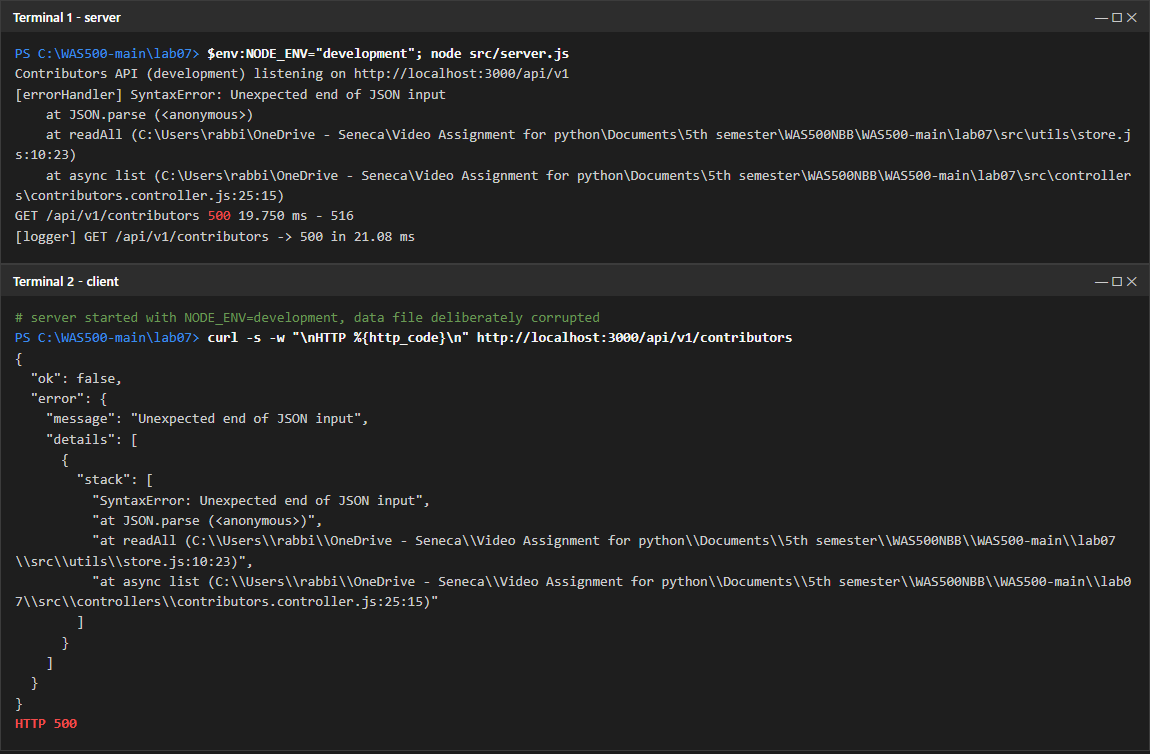 Terminal 1 - server
PS C:\WAS500-main\lab07> $env:NODE_ENV="development"; node src/server.js
Contributors API (development) listening on http://localhost:3000/api/v1
[errorHandler] SyntaxError: Unexpected end of JSON input
    at JSON.parse (<anonymous>)
    at readAll (C:\Users\rabbi\OneDrive - Seneca\Video Assignment for python\Documents\5th semester\WAS500NBB\WAS500-main\lab07\src\utils\store.j
s:10:23)
    at async list (C:\Users\rabbi\OneDrive - Seneca\Video Assignment for python\Documents\5th semester\WAS500NBB\WAS500-main\lab07\src\controller
s\contributors.controller.js:25:15)
GET /api/v1/contributors 500 19.750 ms - 516
[logger] GET /api/v1/contributors -> 500 in 21.08 ms
Terminal 2 - client
# server started with NODE_ENV=development, data file deliberately corrupted
PS C:\WAS500-main\lab07> curl -s -w "\nHTTP %{http_code}\n" http://localhost:3000/api/v1/contributors
{
  "ok": false,
  "error": {
    "message": "Unexpected end of JSON input",
    "details": [
      {
        "stack": [
          "SyntaxError: Unexpected end of JSON input",
          "at JSON.parse (<anonymous>)",
          "at readAll (C:\\Users\\rabbi\\OneDrive - Seneca\\Video Assignment for python\\Documents\\5th semester\\WAS500NBB\\WAS500-main\\lab07
\\src\\utils\\store.js:10:23)",
          "at async list (C:\\Users\\rabbi\\OneDrive - Seneca\\Video Assignment for python\\Documents\\5th semester\\WAS500NBB\\WAS500-main\\lab0
7\\src\\controllers\\contributors.controller.js:25:15)"
        ]
      }
    ]
  }
}
HTTP 500